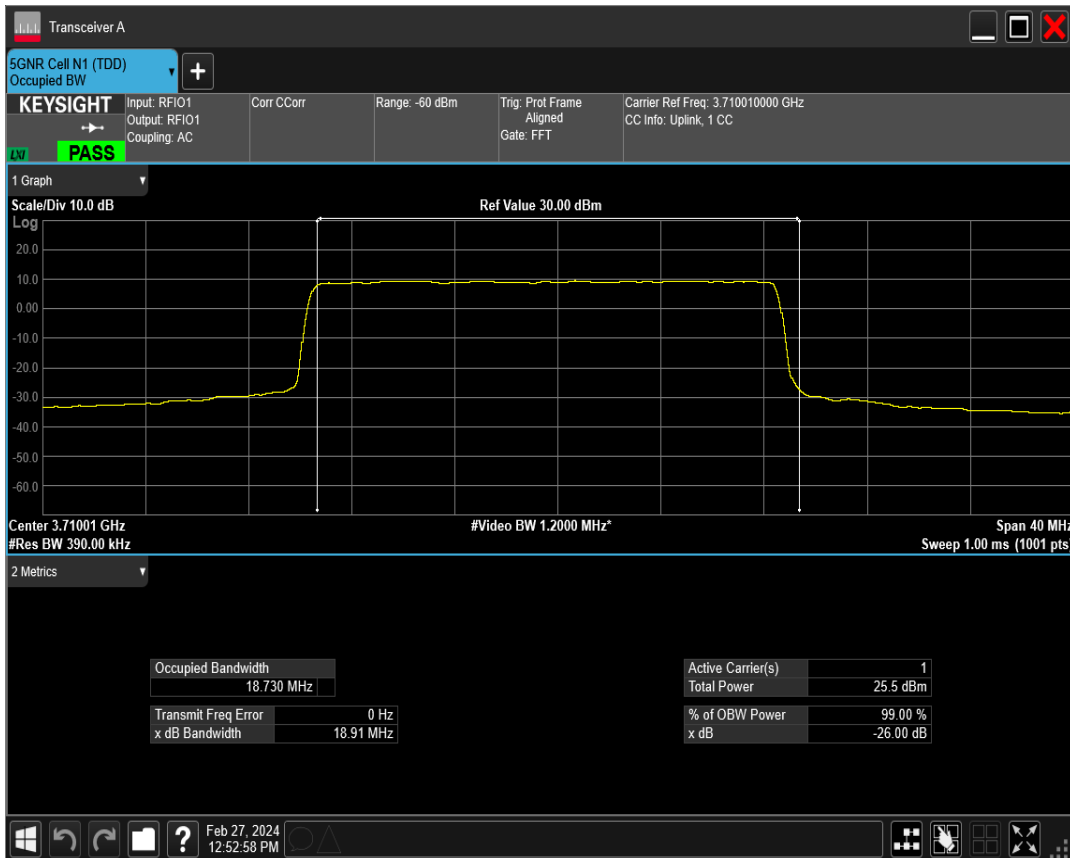 Transceiver A
5GNR Cell N1 (TDD)
Occupied BW
+
KEYSIGHT
LXI
PASS
Input: RFIO1
Output: RFIO1
Coupling: AC
Corr CCorr
Range: -60 dBm
Trig: Prot Frame
Aligned
Gate: FFT
Carrier Ref Freq: 3.710010000 GHz
CC Info: Uplink, 1 CC
1 Graph
Scale/Div 10.0 dB
Ref Value 30.00 dBm
Log
20.0
10.0
0.00
-10.0
-20.0
-30.0
-40.0
-50.0
-60.0
Center 3.71001 GHz
#Video BW 1.2000 MHz*
Span 40 MHz
#Res BW 390.00 kHz
Sweep 1.00 ms (1001 pts)
2 Metrics
Occupied Bandwidth
18.730 MHz
Transmit Freq Error 0 Hz
x dB Bandwidth 18.91 MHz
Active Carrier(s) 1
Total Power 25.5 dBm
% of OBW Power 99.00 %
x dB -26.00 dB
?
Feb 27, 2024
12:52:58 PM